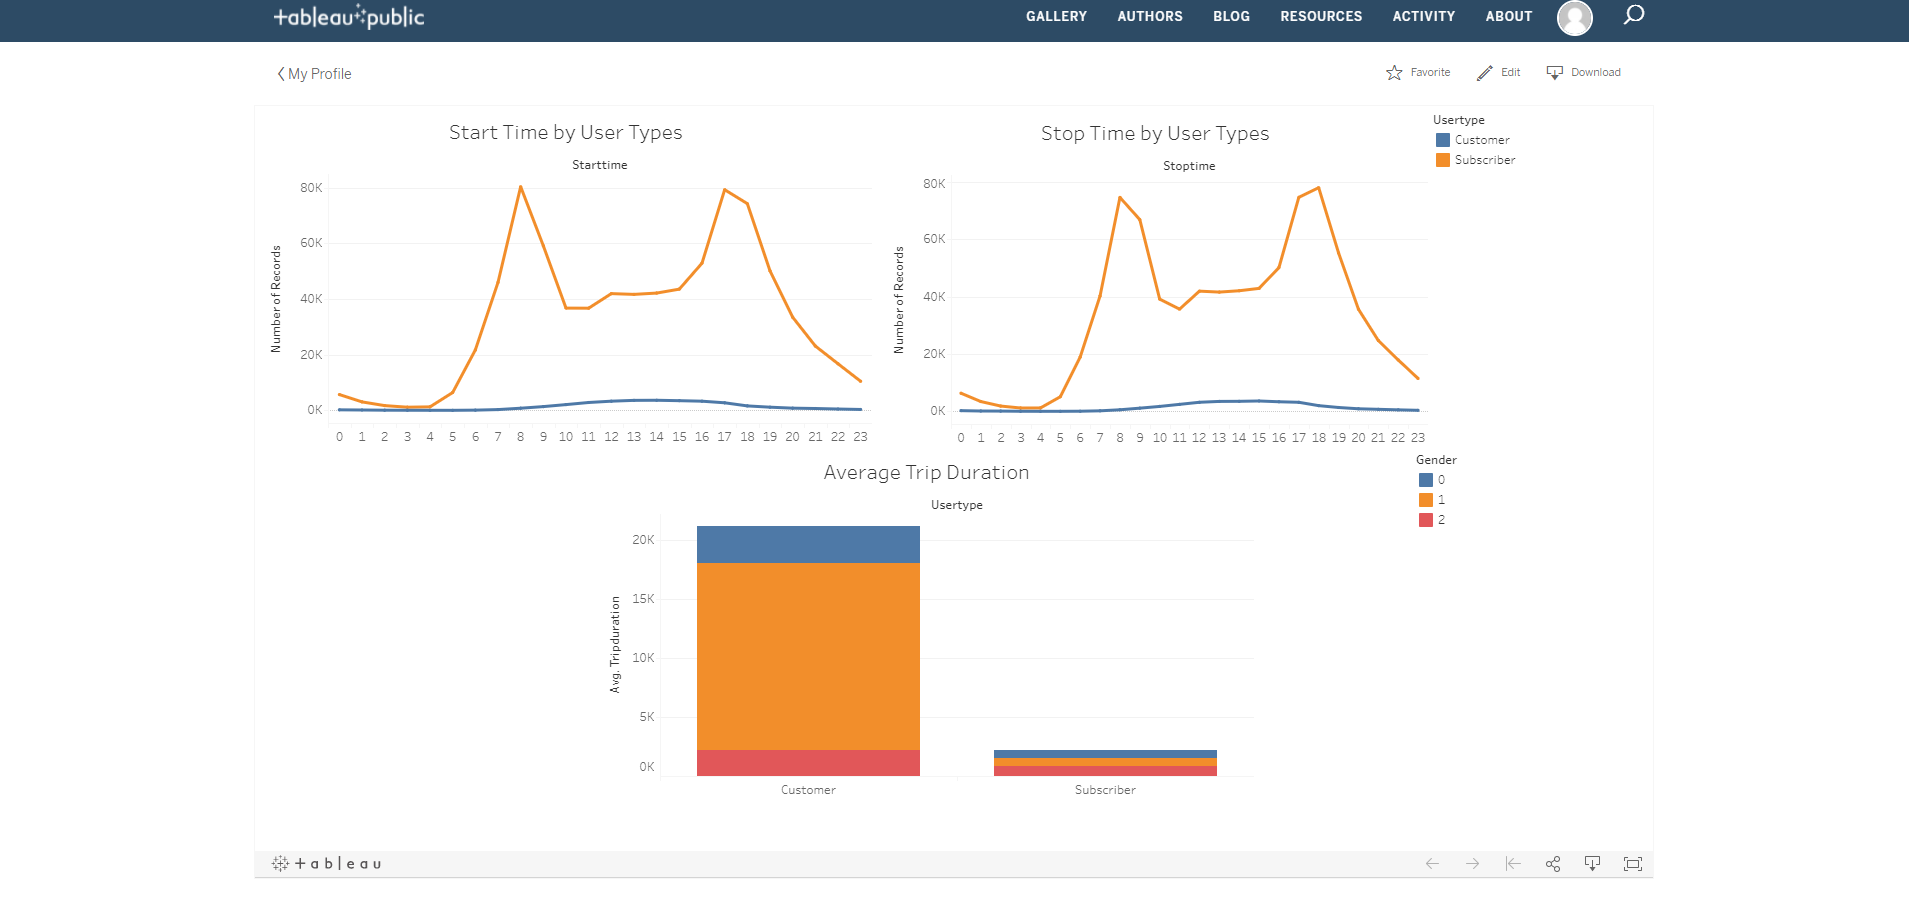 tableau public
GALLERY AUTHORS BLOG RESOURCES ACTIVITY ABOUT
My Profile
Favorite Edit Download
Start Time by User Types
Starttime
Number of Records
80K
60K
40K
20K
0K
0 1 2 3 4 5 6 7 8 9 10 11 12 13 14 15 16 17 18 19 20 21 22 23
Stop Time by User Types
Stoptime
Number of Records
80K
60K
40K
20K
0K
0 1 2 3 4 5 6 7 8 9 10 11 12 13 14 15 16 17 18 19 20 21 22 23
Usertype
Customer
Subscriber
Average Trip Duration
Usertype
Avg. Tripduration
20K
15K
10K
5K
0K
Customer Subscriber
Gender
0
1
2
tableau